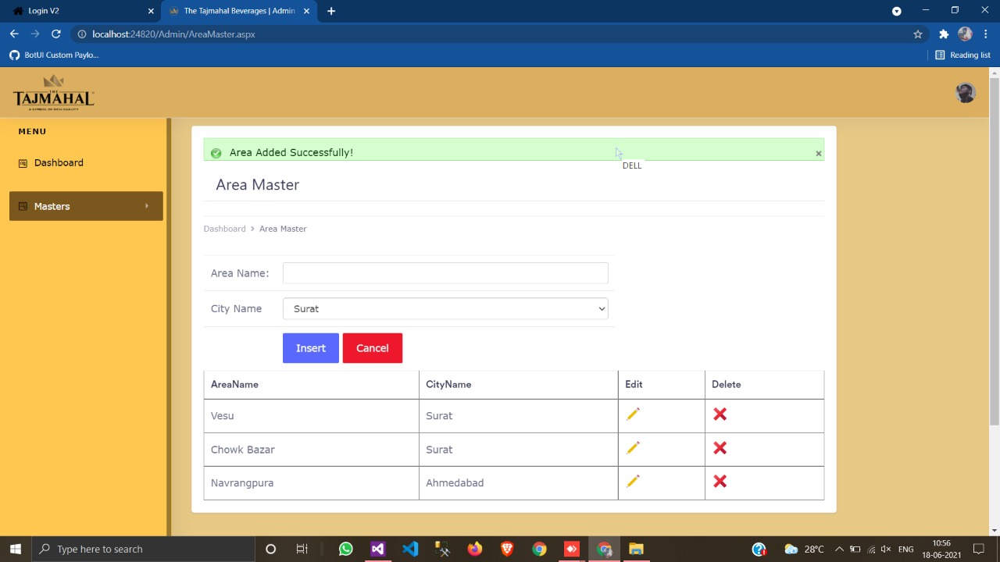 Login V2
The Tajmahal Beverages | Admin
localhost:24820/Admin/AreaMaster.aspx
BotUI Custom Paylo...
Reading list
THE
TAJMAHAL
MENU
Dashboard
Masters
Area Added Successfully!
DELL
Area Master
Dashboard > Area Master
Area Name:
City Name Surat
Insert Cancel
AreaName CityName Edit Delete
Vesu Surat
Chowk Bazar Surat
Navrangpura Ahmedabad
Type here to search
28°C
ENG
10:56
18-06-2021